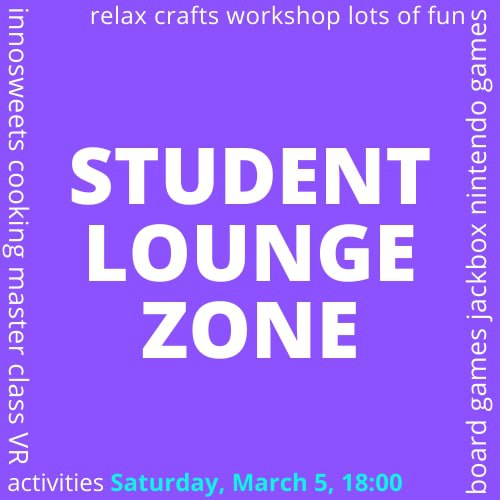 relax crafts workshop lots of fun
innosweets cooking master class VR
STUDENT
LOUNGE
ZONE
board games jackbox nintendo games
activities Saturday, March 5, 18:00